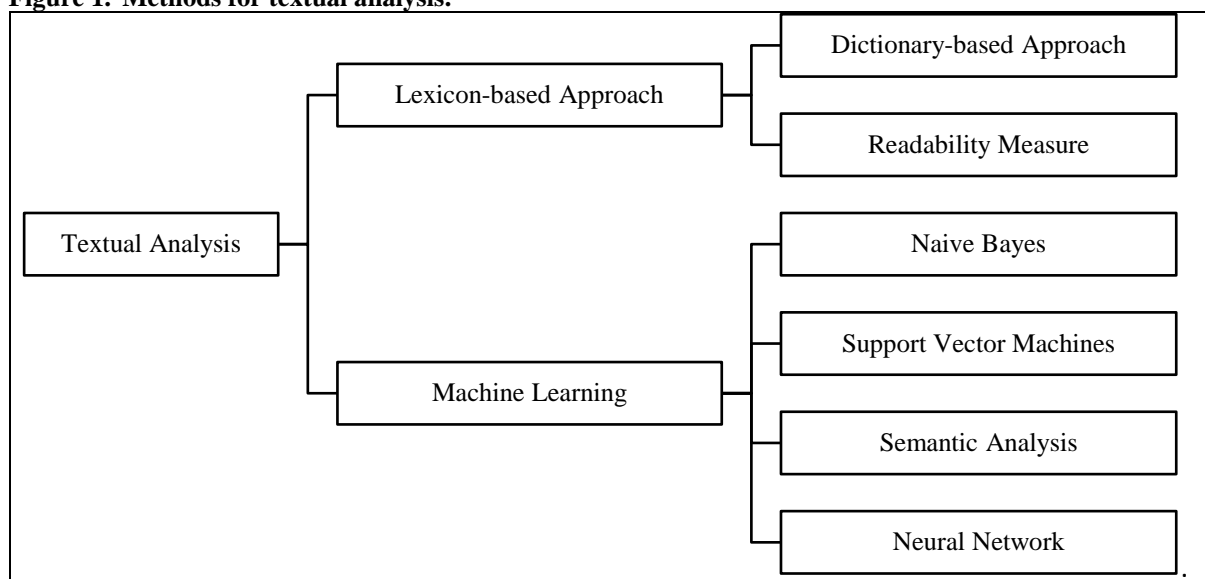 Figure 1. Methods for textual analysis.
Dictionary-based Approach
Lexicon-based Approach
Readability Measure
Textual Analysis
Naive Bayes
Support Vector Machines
Machine Learning
Semantic Analysis
Neural Network
.